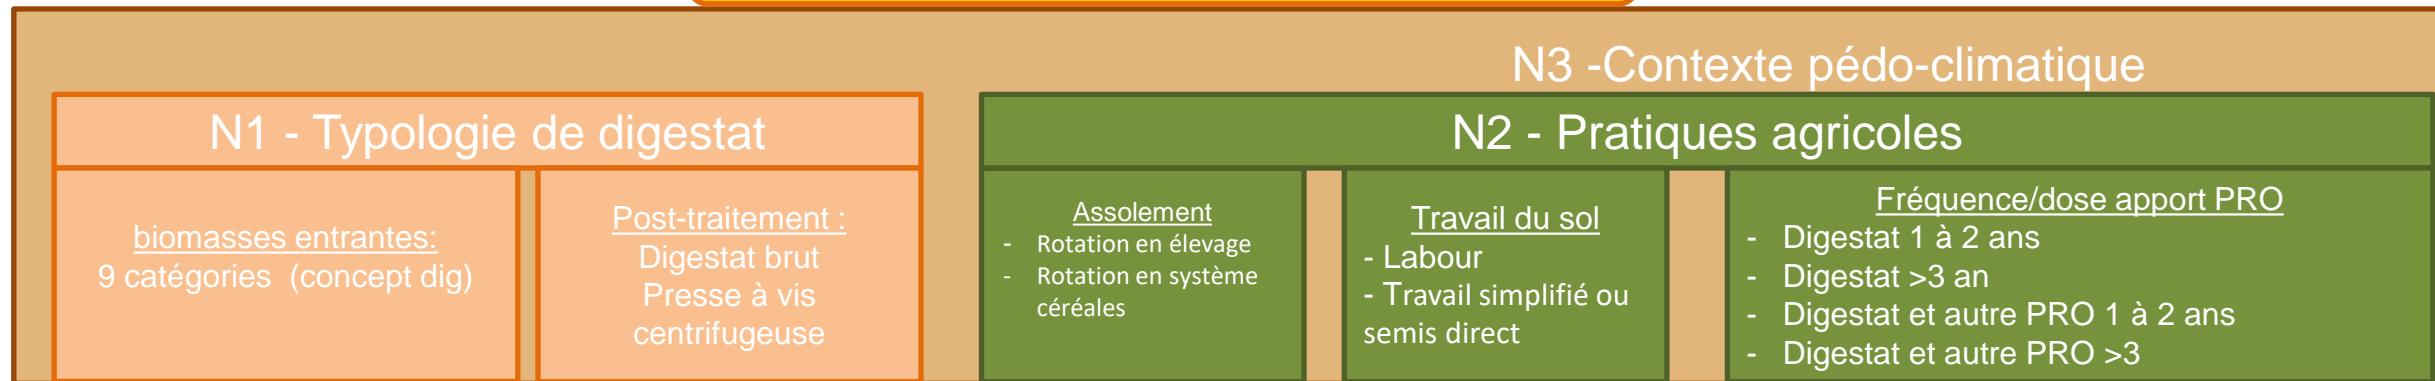 N3 -Contexte pédo-climatique
N1 - Typologie de digestat
biomasses entrantes:
9 catégories (concept dig)
Post-traitement :
Digestat brut
Presse à vis
centrifugeuse
N2 - Pratiques agricoles
Assolement
- Rotation en élevage
- Rotation en système
céréales
Travail du sol
- Labour
- Travail simplifié ou
semis direct
Fréquence/dose apport PRO
- Digestat 1 à 2 ans
- Digestat >3 an
- Digestat et autre PRO 1 à 2 ans
- Digestat et autre PRO >3